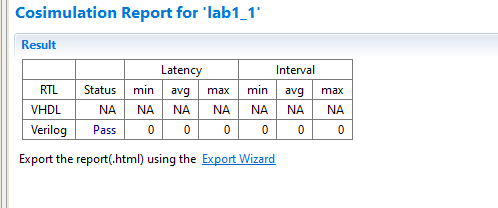 Cosimulation Report for 'lab1_1'
Result
Latency Interval
RTL Status min avg max min avg max
VHDL NA NA NA NA NA NA NA
Verilog Pass 0 0 0 0 0 0
Export the report(.html) using the Export Wizard